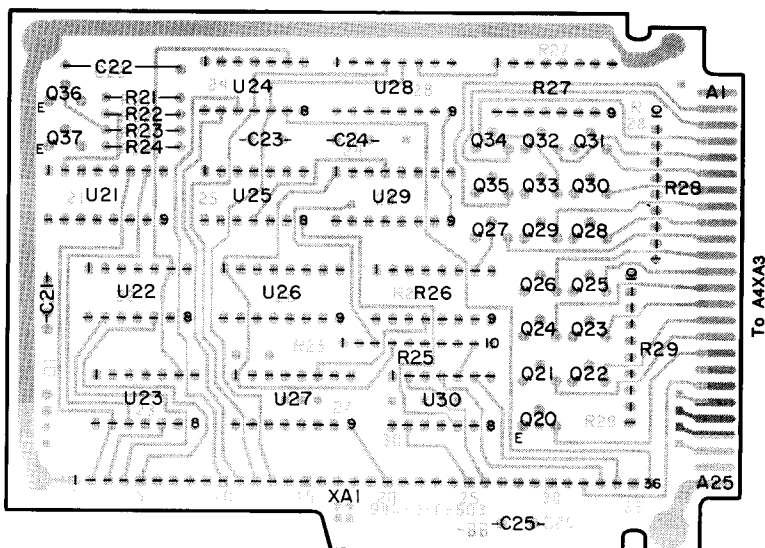 C22
Q36
E
R21
R22
R23
R24
Q37
E
U24
8
U28
9
R27
9
C23
C24
Q34
Q32
Q31
10
A1
U21
9
U25
8
U29
9
Q35
Q33
Q30
R28
Q27
Q29
Q28
1
C21
U22
8
U26
9
R26
9
Q26
Q25
10
To A4XA3
1
R25
10
Q24
Q23
R29
U23
8
U27
9
U30
8
Q21
Q22
Q20
E
1
1
XA1
36
A25
C25